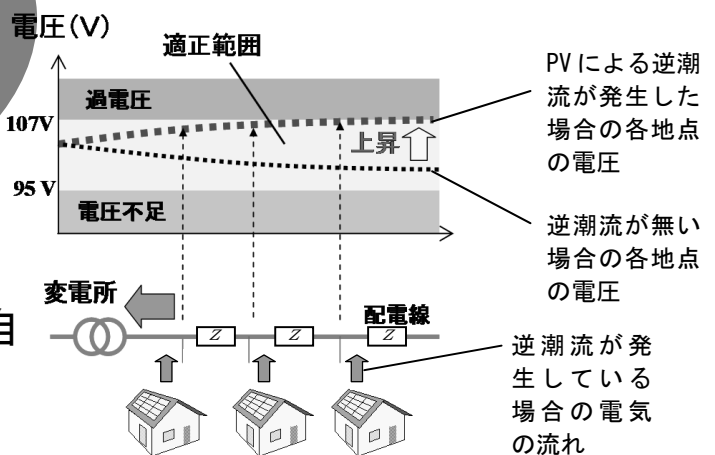 電圧(V)
適正範囲
過電圧
107V
上昇
95 V
電圧不足
PVによる逆潮
流が発生した
場合の各地点
の電圧
逆潮流が無い
場合の各地点
の電圧
変電所
配電線
自
Z
Z
Z
逆潮流が発
生している
場合の電気
の流れ